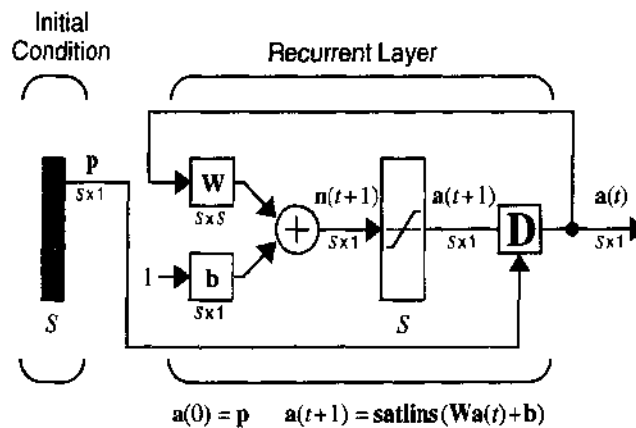 Initial
Condition
Recurrent Layer
p
S x 1
W
S x S
n(t+1)
a(t+1)
a(t)
S x 1
S x 1
D
S x 1
1
b
S x 1
S
S
a(0) = p a(t+1) = satlins(Wa(t)+b)